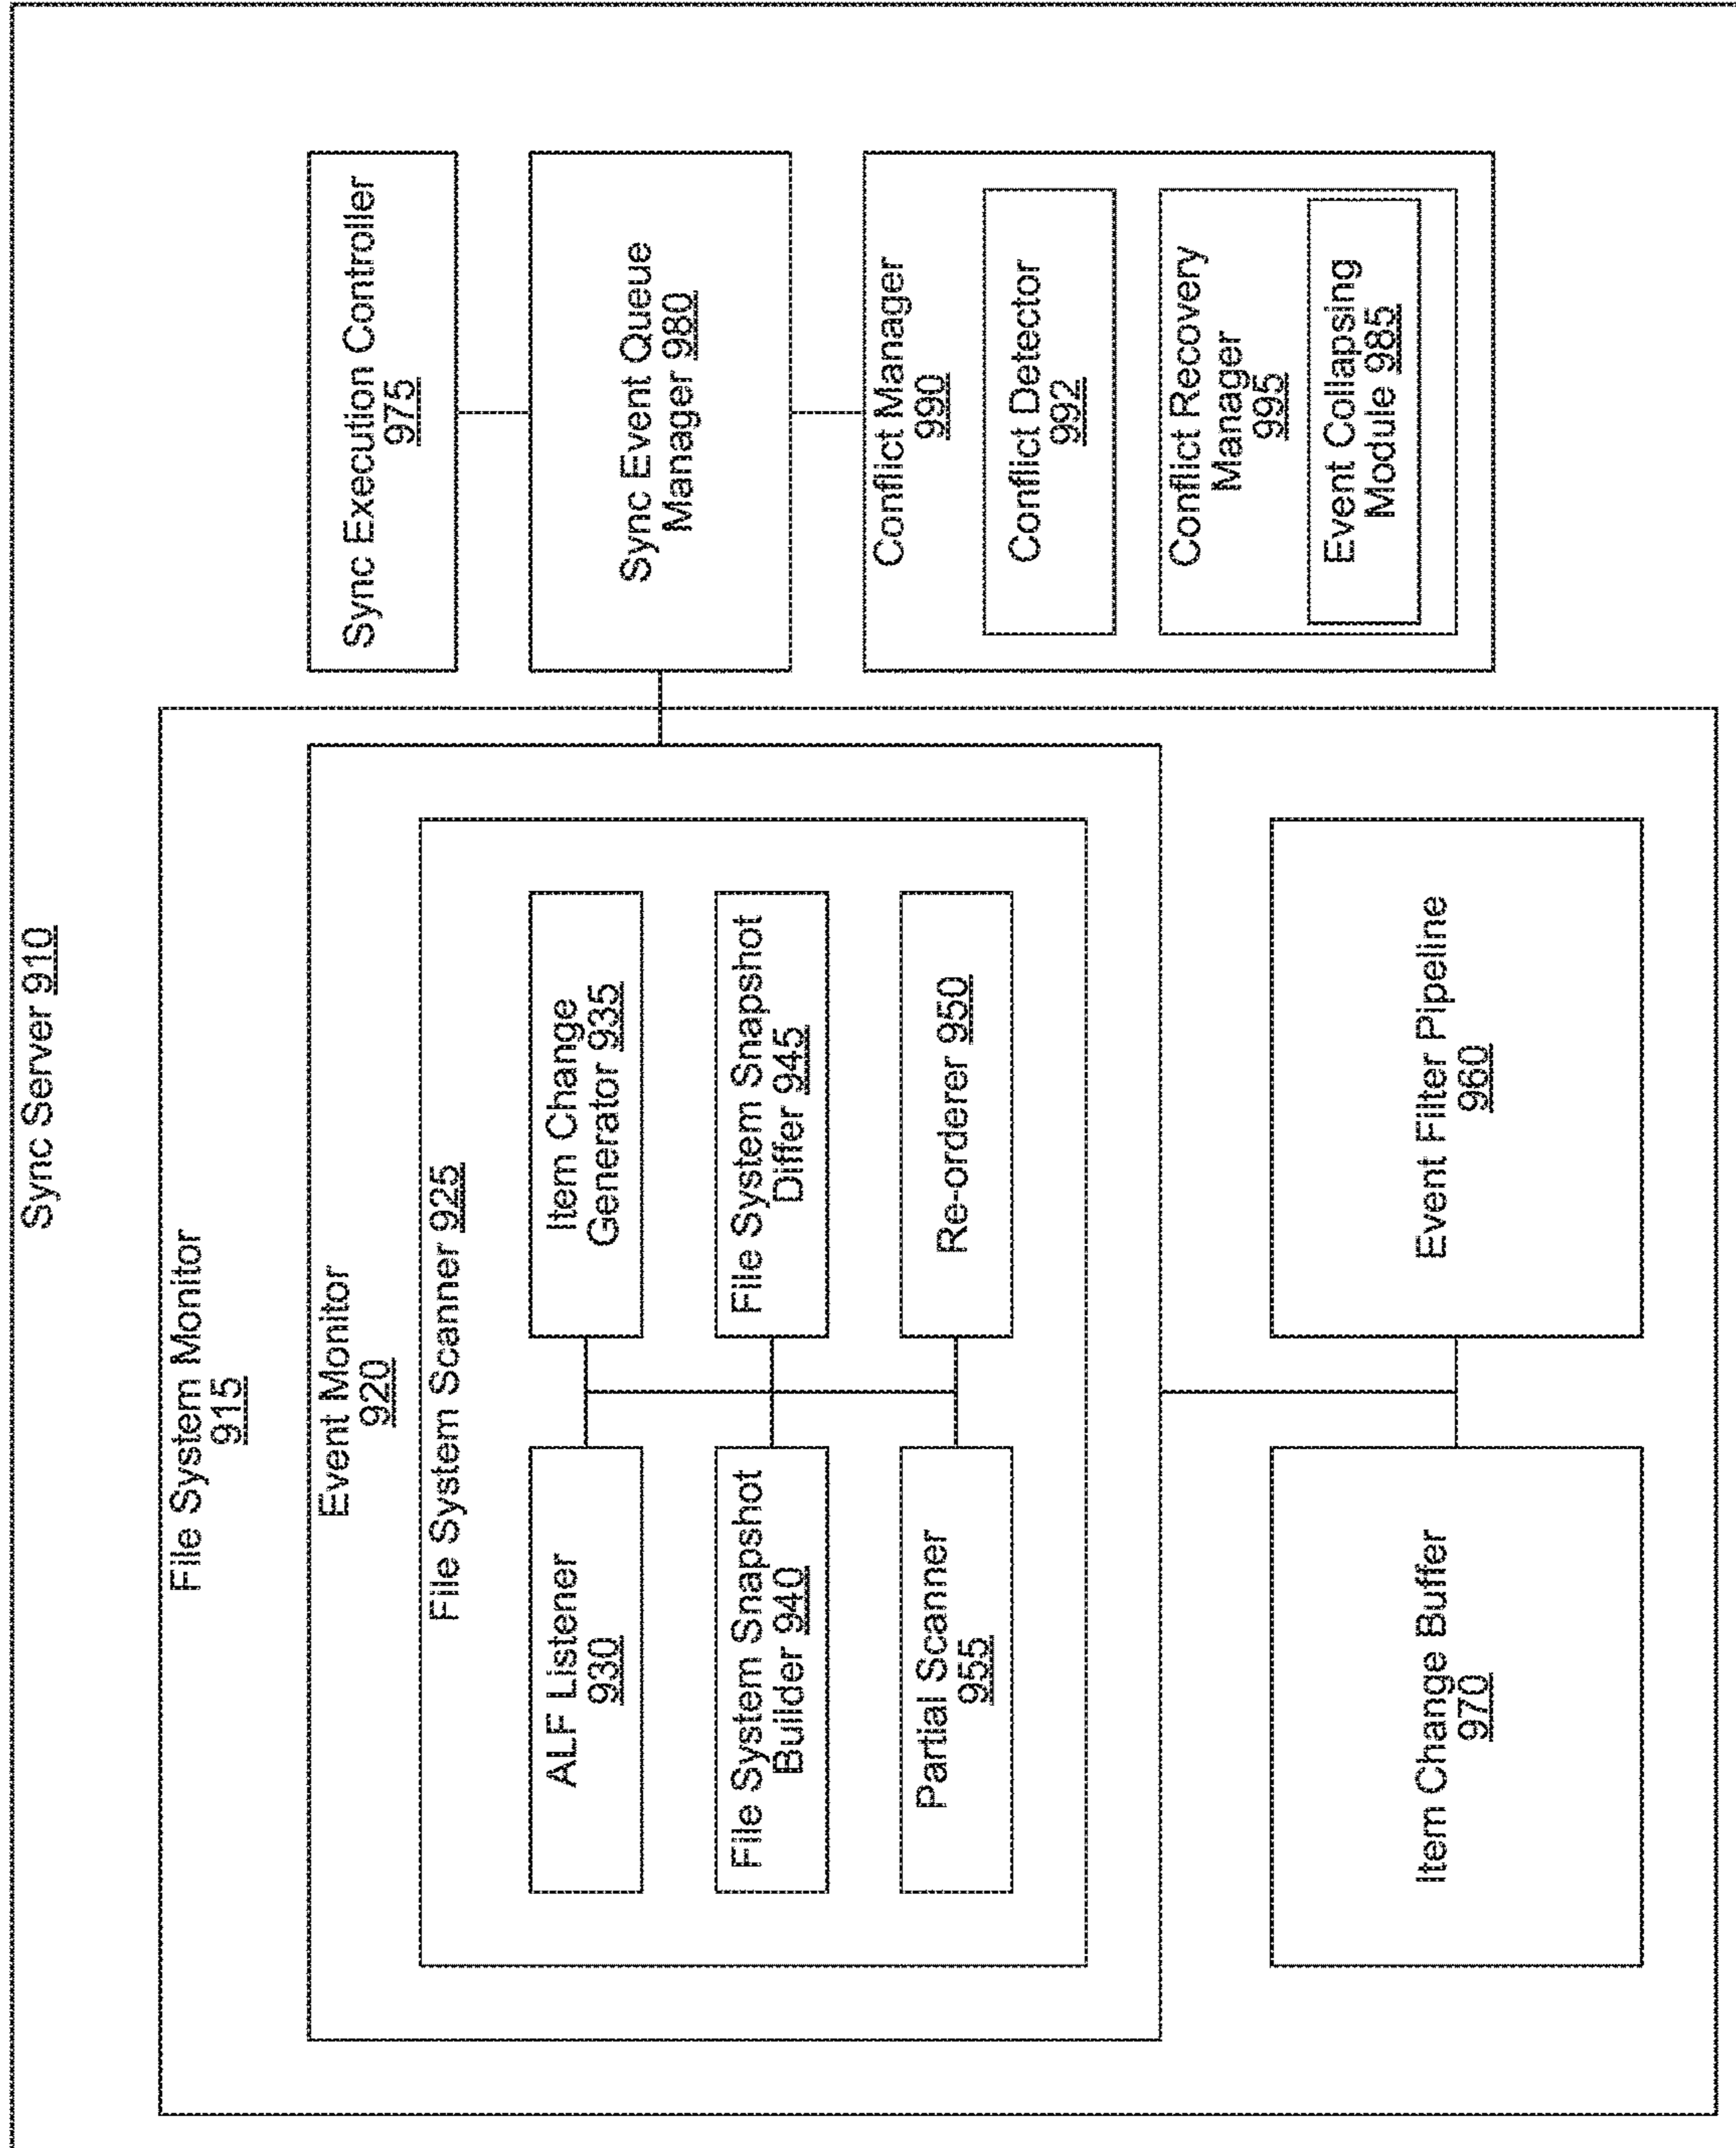 Sync Server 910
File System Monitor
915
Event Monitor
920
File System Scanner 925
ALF Listener
930
Item Change
Generator 935
File System Snapshot
Builder 940
File System Snapshot
Differ 945
Partial Scanner
955
Re-orderer 950
Item Change Buffer
970
Event Filter Pipeline
960
Sync Execution Controller
975
Sync Event Queue
Manager 980
Conflict Manager
990
Conflict Detector
992
Conflict Recovery
Manager
995
Event Collapsing
Module 985